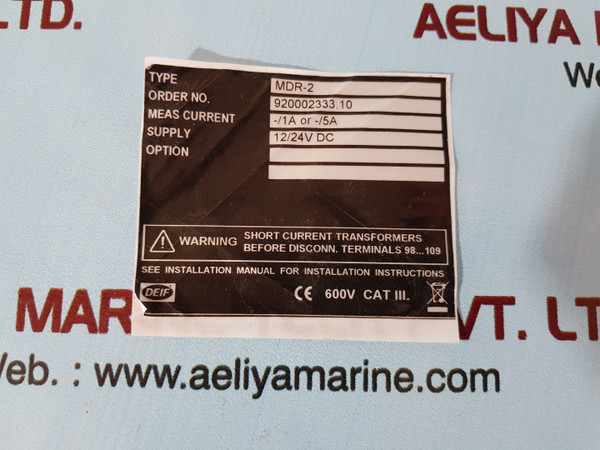 LTD.
AELIYA
We
TYPE MDR-2
ORDER NO. 920002333.10
MEAS CURRENT -/1A or -/5A
SUPPLY 12/24V DC
OPTION
WARNING SHORT CURRENT TRANSFORMERS
BEFORE DISCONN. TERMINALS 98...109
SEE INSTALLATION MANUAL FOR INSTALLATION INSTRUCTIONS
DEIF CE 600V CAT III.
MAR VT. LT
Web. : www.aeliyamarine.com